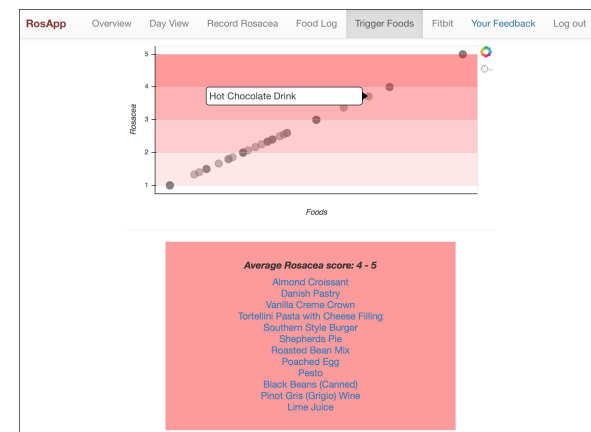 RosApp Overview Day View Record Rosacea Food Log Trigger Foods Fitbit Your Feedback Log out
5
4
Hot Chocolate Drink
Rosacea
3
2
1
Foods
Average Rosacea score: 4 - 5
Almond Croissant
Danish Pastry
Vanilla Creme Crown
Tortellini Pasta with Cheese Filling
Southern Style Burger
Shepherds Pie
Roasted Bean Mix
Poached Egg
Pesto
Black Beans (Canned)
Pinot Gris (Grigio) Wine
Lime Juice